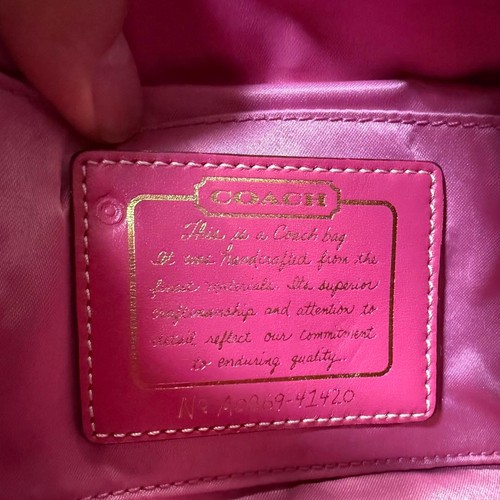 COACH
This is a Coach bag
It was handcrafted from the
finest materials. Its superior
craftsmanship and attention to
detail reflect our commitment
to enduring quality.
No A0969-41420